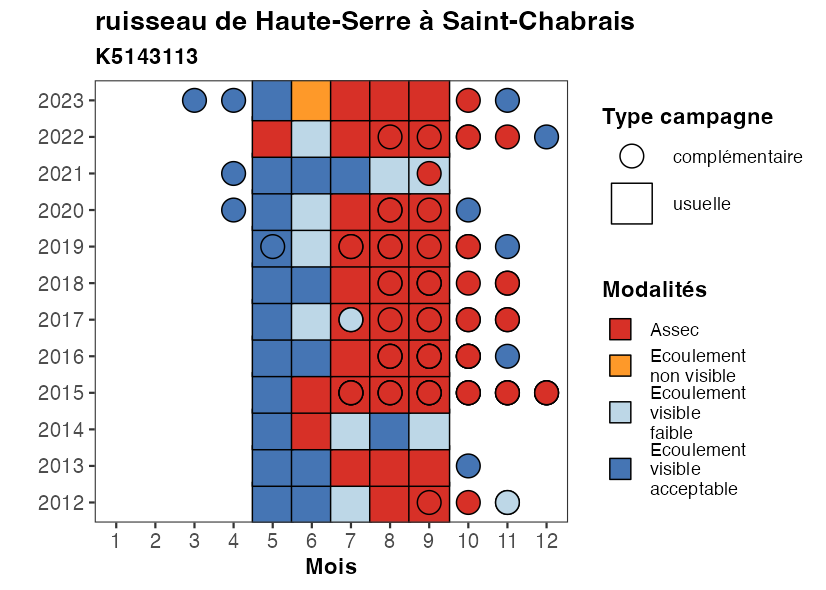 ruisseau de Haute-Serre à Saint-Chabrais
K5143113
2023
2022
2021
2020
2019
2018
2017
2016
2015
2014
2013
2012
1 2 3 4 5 6 7 8 9 10 11 12
Mois
Type campagne
complémentaire
usuelle
Modalités
Assec
Ecoulement
non visible
Ecoulement
visible
faible
Ecoulement
visible
acceptable